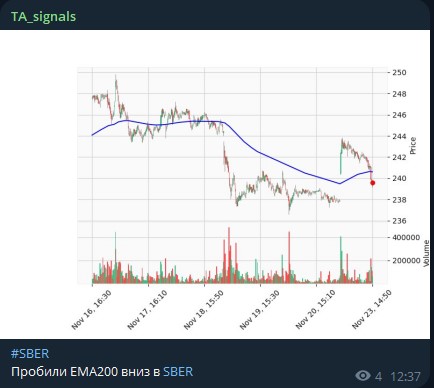 TA_signals
250
248
246
244
242
240
238
236
Price
400000
200000
Volume
Nov 16, 16:30
Nov 17, 16:10
Nov 18, 15:50
Nov 19, 15:30
Nov 20, 15:10
Nov 23, 14:50
#SBER
Пробили EMA200 вниз в SBER
4 12:37